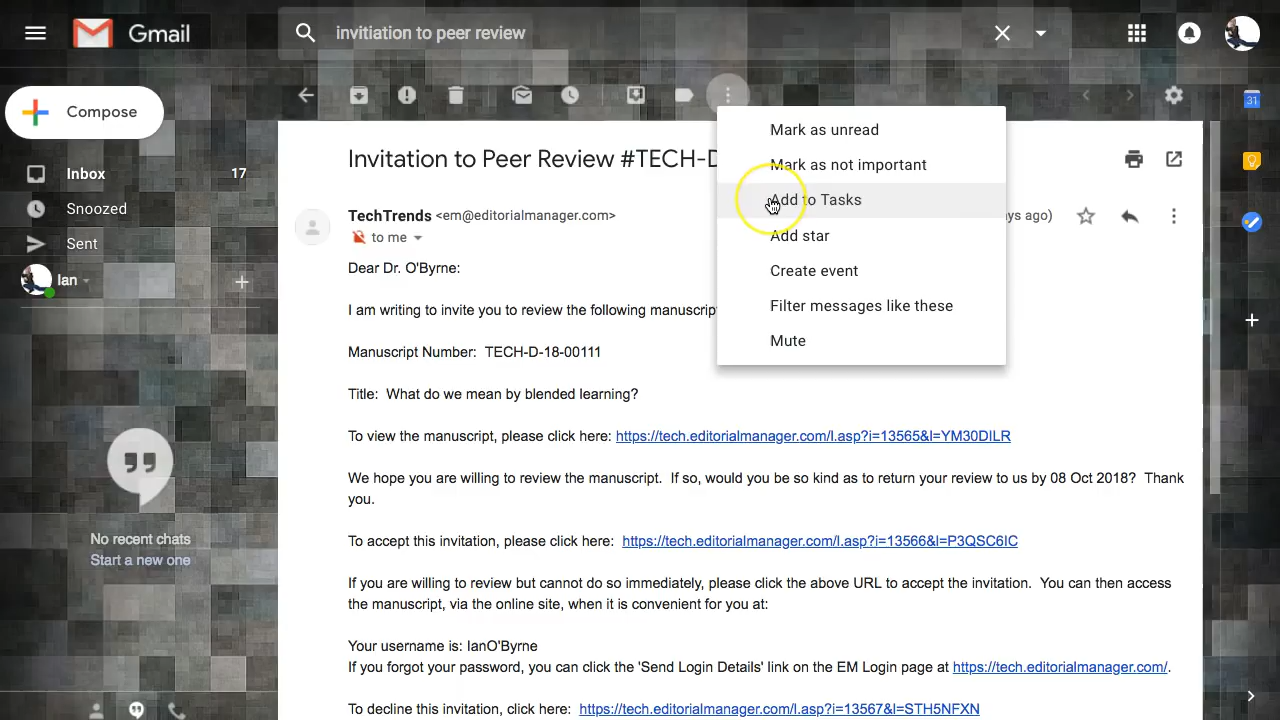 Gmail
invitiation to peer review
Compose
Inbox 17
Snoozed
Sent
Ian
No recent chats
Start a new one
31
Invitation to Peer Review #TECH-D
TechTrends <em@editorialmanager.com>
ys ago)
to me
Mark as unread
Mark as not important
Add to Tasks
Add star
Create event
Filter messages like these
Mute
Dear Dr. O'Byrne:
I am writing to invite you to review the following manuscrip
Manuscript Number: TECH-D-18-00111
Title: What do we mean by blended learning?
To view the manuscript, please click here: https://tech.editorialmanager.com/l.asp?i=13565&l=YM30DILR
We hope you are willing to review the manuscript. If so, would you be so kind as to return your review to us by 08 Oct 2018? Thank
you.
To accept this invitation, please click here: https://tech.editorialmanager.com/l.asp?i=13566&l=P3QSC6IC
If you are willing to review but cannot do so immediately, please click the above URL to accept the invitation. You can then access
the manuscript, via the online site, when it is convenient for you at:
Your username is: IanO'Byrne
If you forgot your password, you can click the 'Send Login Details' link on the EM Login page at https://tech.editorialmanager.com/.
To decline this invitation, click here: https://tech.editorialmanager.com/l.asp?i=13567&l=STH5NFXN